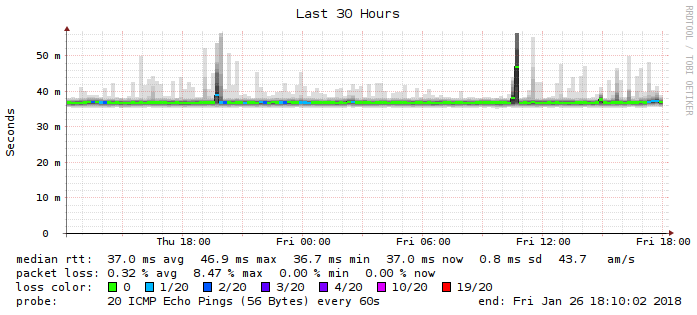 Last 30 Hours
RRDTOOL / TOBI OETIKER
Seconds
50 m
40 m
30 m
20 m
10 m
0
Thu 18:00 Fri 00:00 Fri 06:00 Fri 12:00 Fri 18:00
median rtt: 37.0 ms avg 46.9 ms max 36.7 ms min 37.0 ms now 0.8 ms sd 43.7 am/s
packet loss: 0.32 % avg 8.47 % max 0.00 % min 0.00 % now
loss color: 0 1/20 2/20 3/20 4/20 10/20 19/20
probe: 20 ICMP Echo Pings (56 Bytes) every 60s end: Fri Jan 26 18:10:02 2018